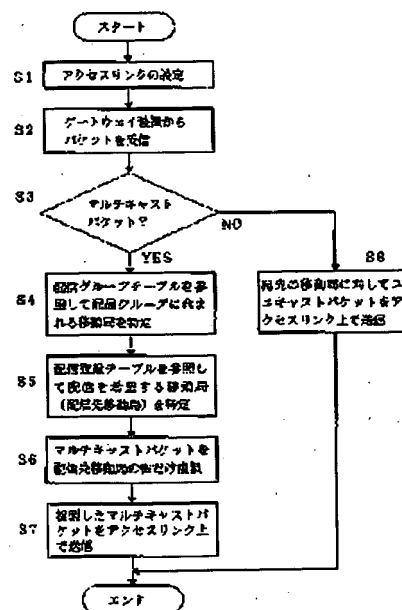 スタート
S1
アクセスリンクの設定
S2
ゲートウェイ装置から
パケットを受信
S3
マルチキャスト
パケット?
NO
YES
S8
宛先の移動局に対してユ
ニキャストパケットをア
クセスリンク上で送信
S4
配信グループテーブルを参
照して配信グループに含ま
れる移動局を特定
S5
配信登録テーブルを参照し
て配信を希望する移動局
(配信先移動局)を特定
S6
マルチキャストパケットを
配信先移動局の数だけ複製
S7
複製したマルチキャストパ
ケットをアクセスリンク上
で送信
エンド